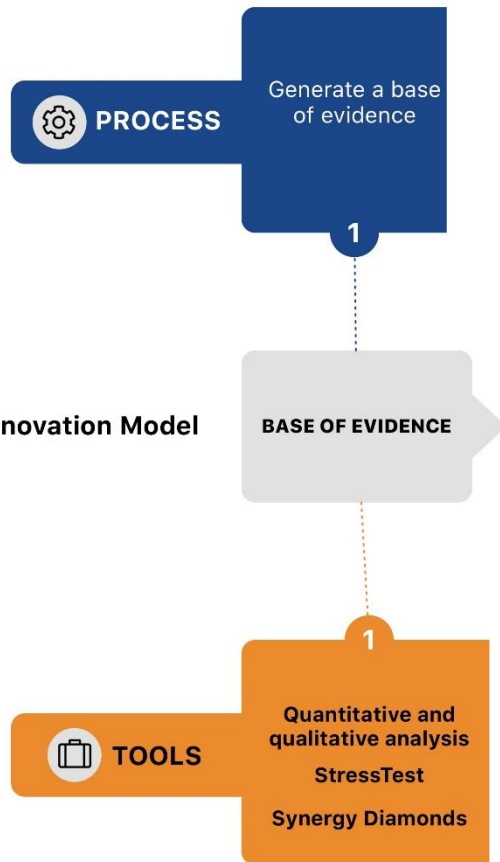 Generate a base
of evidence
PROCESS
1
novation Model
BASE OF EVIDENCE
1
Quantitative and
qualitative analysis
TOOLS
StressTest
Synergy Diamonds